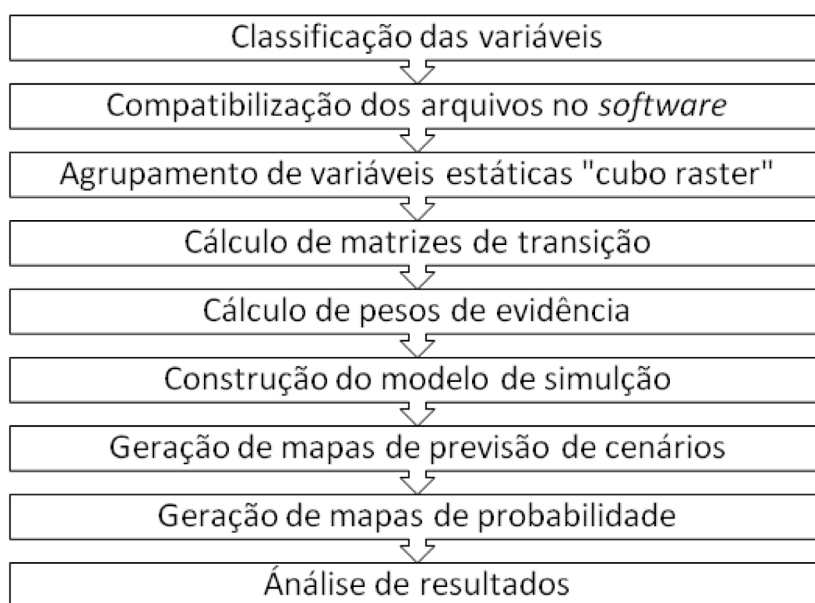 Classificação das variáveis
Compatibilização dos arquivos no software
Agrupamento de variáveis estáticas "cubo raster"
Cálculo de matrizes de transição
Cálculo de pesos de evidência
Construção do modelo de simulção
Geração de mapas de previsão de cenários
Geração de mapas de probabilidade
Ánálise de resultados